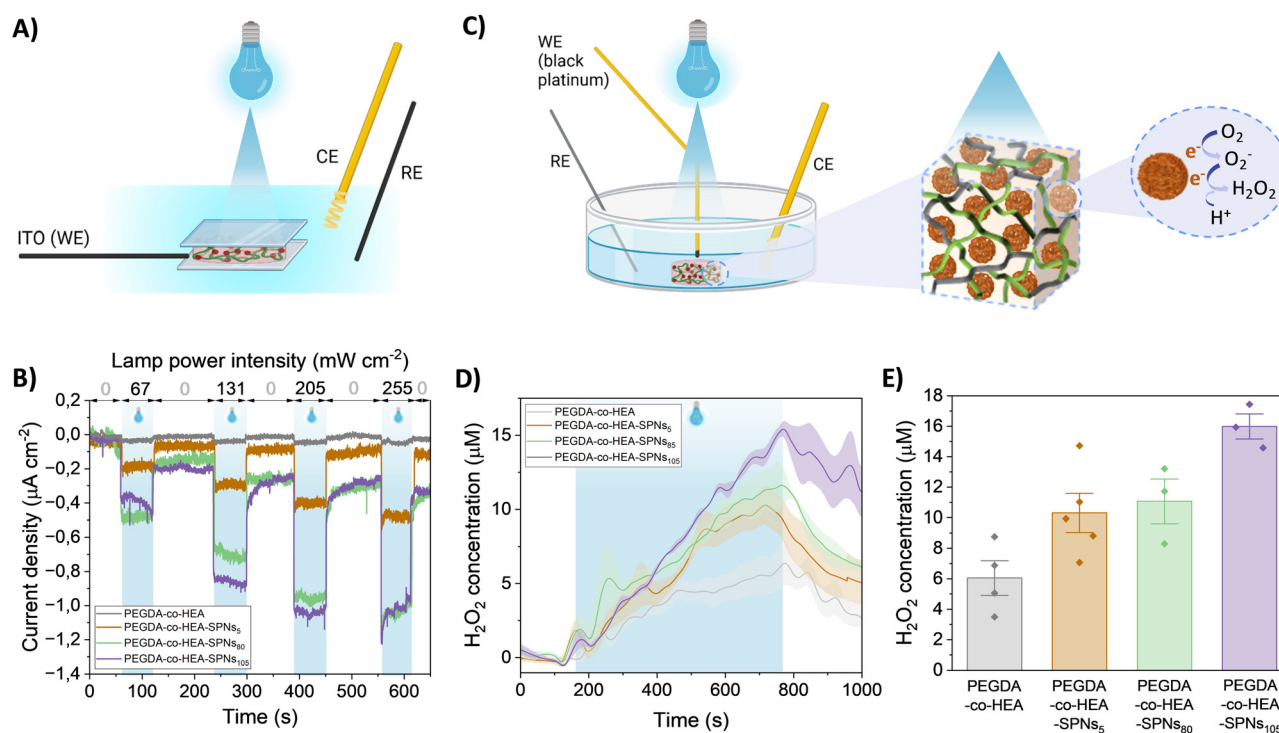 A)
CE
RE
ITO (WE)
C)
WE
(black
platinum)
RE
CE
e⁻
O₂
e⁻
O₂⁻
H₂O₂
H⁺
B)
Lamp power intensity (mW cm⁻²)
0 67 0 131 0 205 0 255 0
0,2
0,0
−0,2
−0,4
−0,6
−0,8
−1,0
−1,2
−1,4
Current density (µA cm⁻²)
PEGDA-co-HEA
PEGDA-co-HEA-SPNs₅
PEGDA-co-HEA-SPNs₈₀
PEGDA-co-HEA-SPNs₁₀₅
0 100 200 300 400 500 600
Time (s)
D)
H₂O₂ concentration (µM)
15
10
5
0
PEGDA-co-HEA
PEGDA-co-HEA-SPNs₅
PEGDA-co-HEA-SPNs₈₅
PEGDA-co-HEA-SPNs₁₀₅
0 200 400 600 800 1000
Time (s)
E)
H₂O₂ concentration (µM)
18
16
14
12
10
8
6
4
2
0
PEGDA
-co-HEA
PEGDA
-co-HEA
-SPNs₅
PEGDA
-co-HEA
-SPNs₈₀
PEGDA
-co-HEA
-SPNs₁₀₅